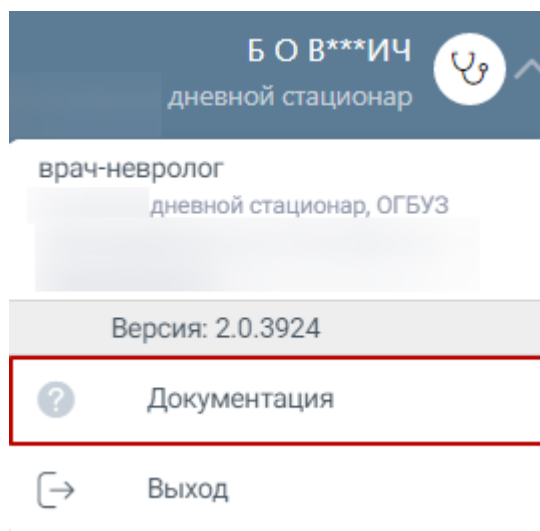 Б О В***ИЧ
дневной стационар
врач-невролог
дневной стационар, ОГБУЗ
Версия: 2.0.3924
Документация
Выход